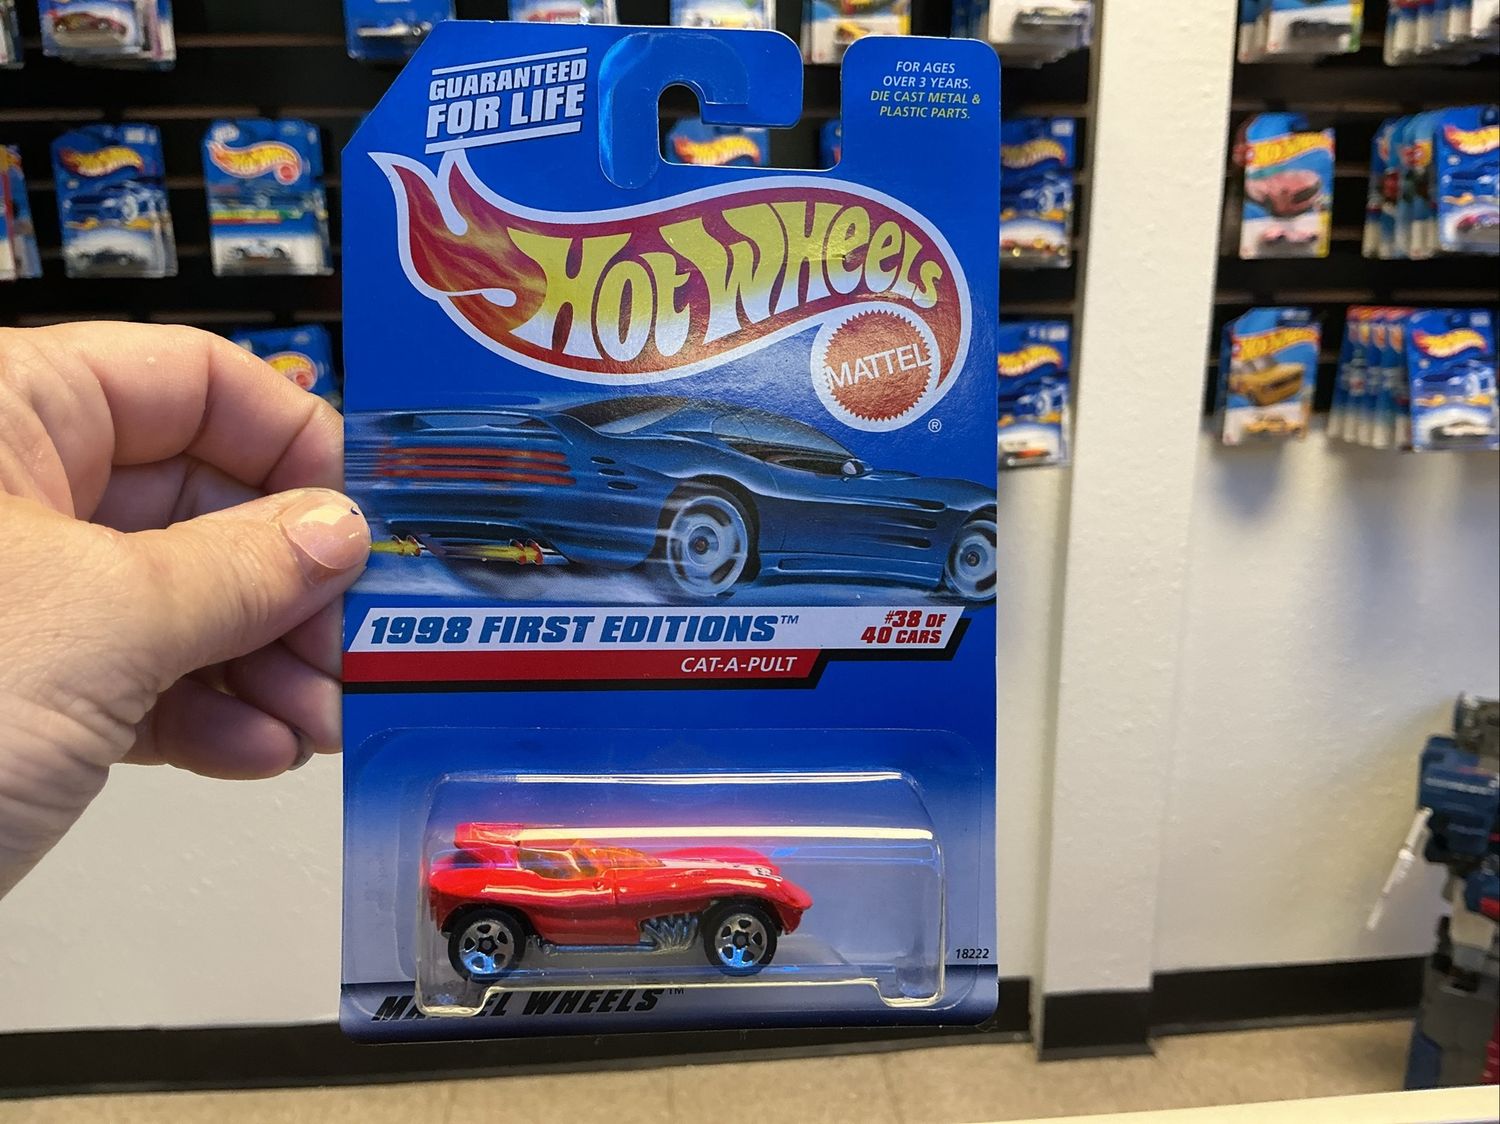 GUARANTEED
FOR LIFE
FOR AGES
OVER 3 YEARS.
DIE CAST METAL &
PLASTIC PARTS.
HOT WHEELS
MATTEL
®
1998 FIRST EDITIONS™
#38 OF
40 CARS
CAT-A-PULT
18222
MATTEL WHEELS™